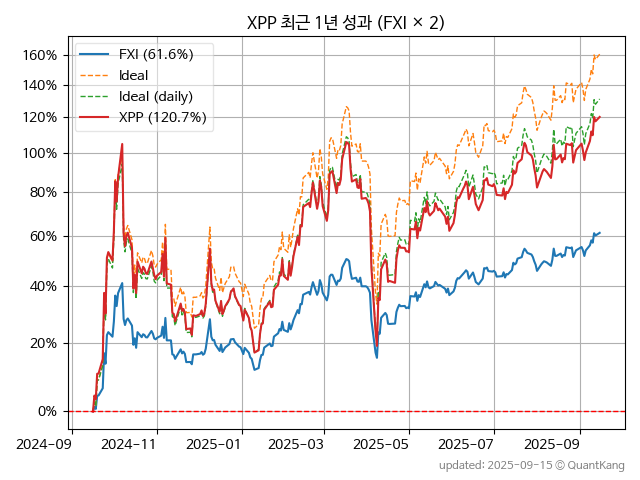 XPP 최근 1년 성과 (FXI × 2)
FXI (61.6%)
Ideal
Ideal (daily)
XPP (120.7%)
160%
140%
120%
100%
80%
60%
40%
20%
0%
2024-09 2024-11 2025-01 2025-03 2025-05 2025-07 2025-09
updated: 2025-09-15 © QuantKang